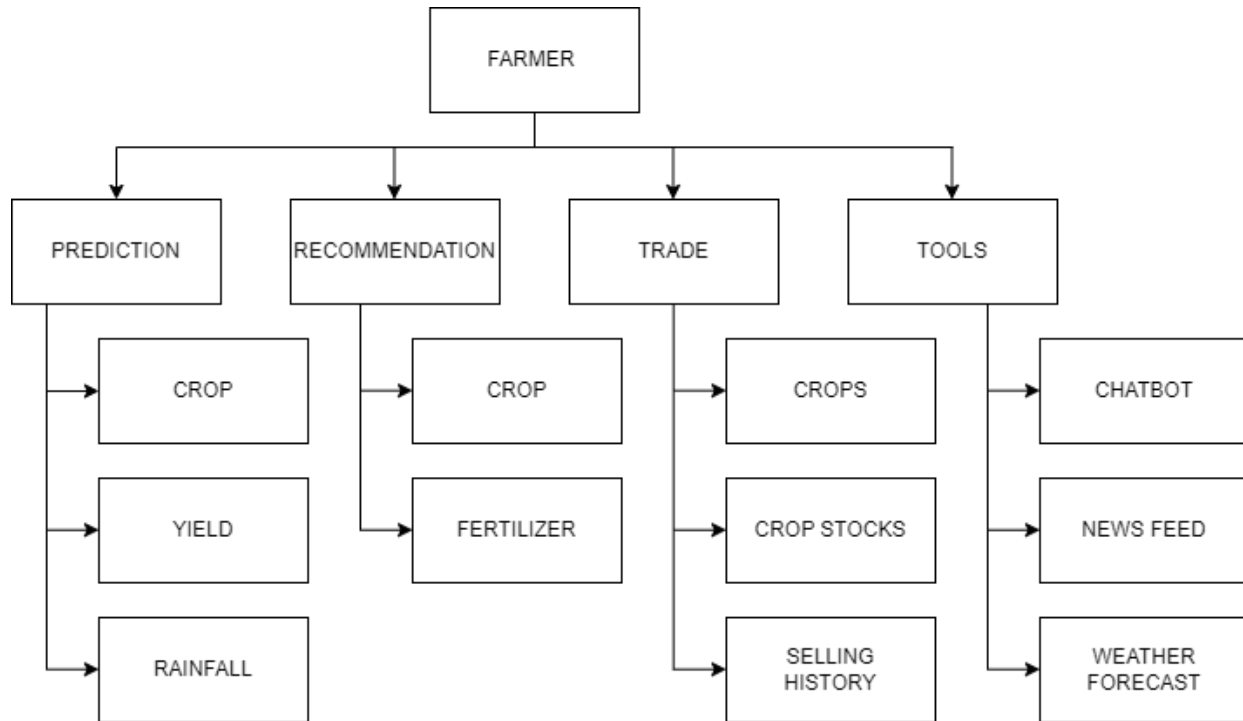 FARMER
PREDICTION
RECOMMENDATION
TRADE
TOOLS
CROP
CROP
CROPS
CHATBOT
YIELD
FERTILIZER
CROP STOCKS
NEWS FEED
RAINFALL
SELLING
HISTORY
WEATHER
FORECAST